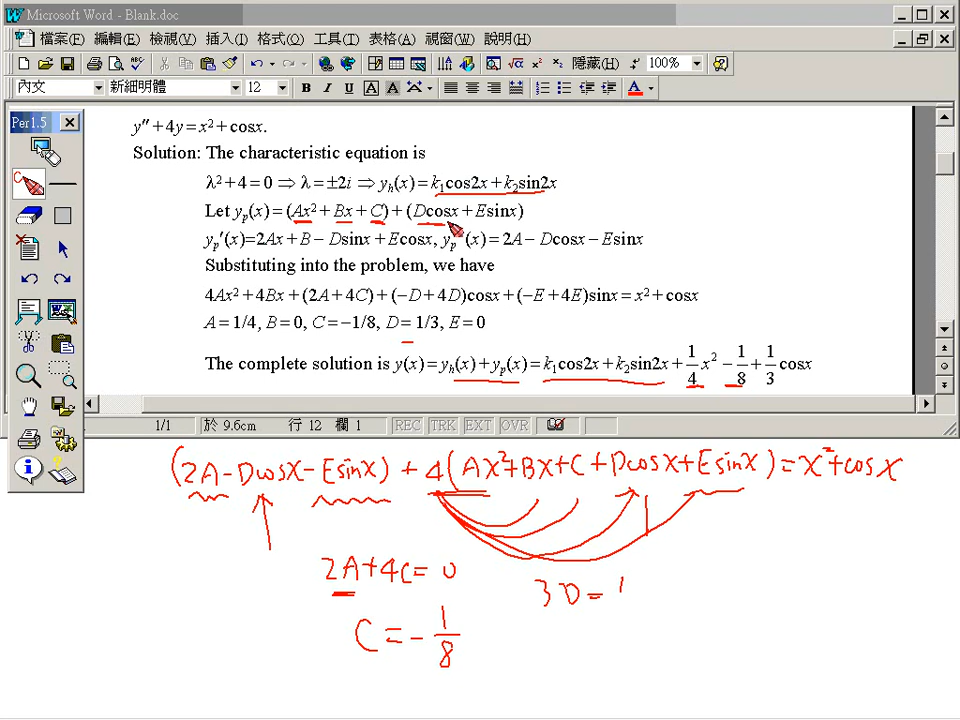 Microsoft Word - Blank.doc
檔案(F) 編輯(E) 檢視(V) 插入(I) 格式(O) 工具(T) 表格(A) 視窗(W) 說明(H)
隱藏(H) 100%
內文 新細明體 12 B I U A A A
Per1.5
y″ + 4y = x² + cosx.
Solution: The characteristic equation is
λ² + 4 = 0 ⇒ λ = ±2i ⇒ yₕ(x) = k₁cos2x + k₂sin2x
Let yₚ(x) = (Ax² + Bx + C) + (Dcosx + Esinx)
yₚ′(x) = 2Ax + B − Dsinx + Ecosx, yₚ″(x) = 2A − Dcosx − Esinx
Substituting into the problem, we have
4Ax² + 4Bx + (2A + 4C) + (−D + 4D)cosx + (−E + 4E)sinx = x² + cosx
A = 1/4, B = 0, C = −1/8, D = 1/3, E = 0
The complete solution is y(x) = yₕ(x) + yₚ(x) = k₁cos2x + k₂sin2x + 1/4 x² − 1/8 + 1/3 cosx
1/1 於 9.6cm 行 12 欄 1 REC TRK EXT OVR
(2A − Dcosx − Esinx) + 4(Ax² + Bx + C + Dcosx + Esinx) = x² + cosx
2A + 4C = 0
3D = 1
C = − 1/8